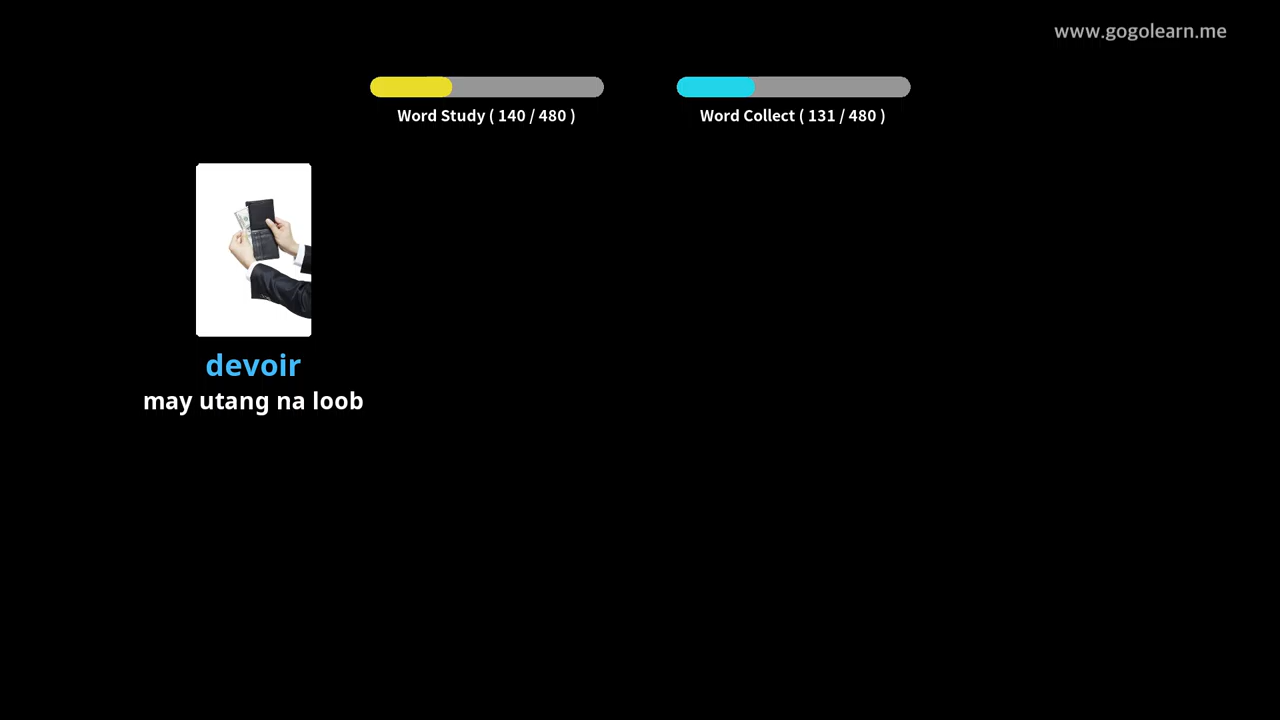 www.gogolearn.me
Word Study ( 140 / 480 )
Word Collect ( 131 / 480 )
devoir
may utang na loob